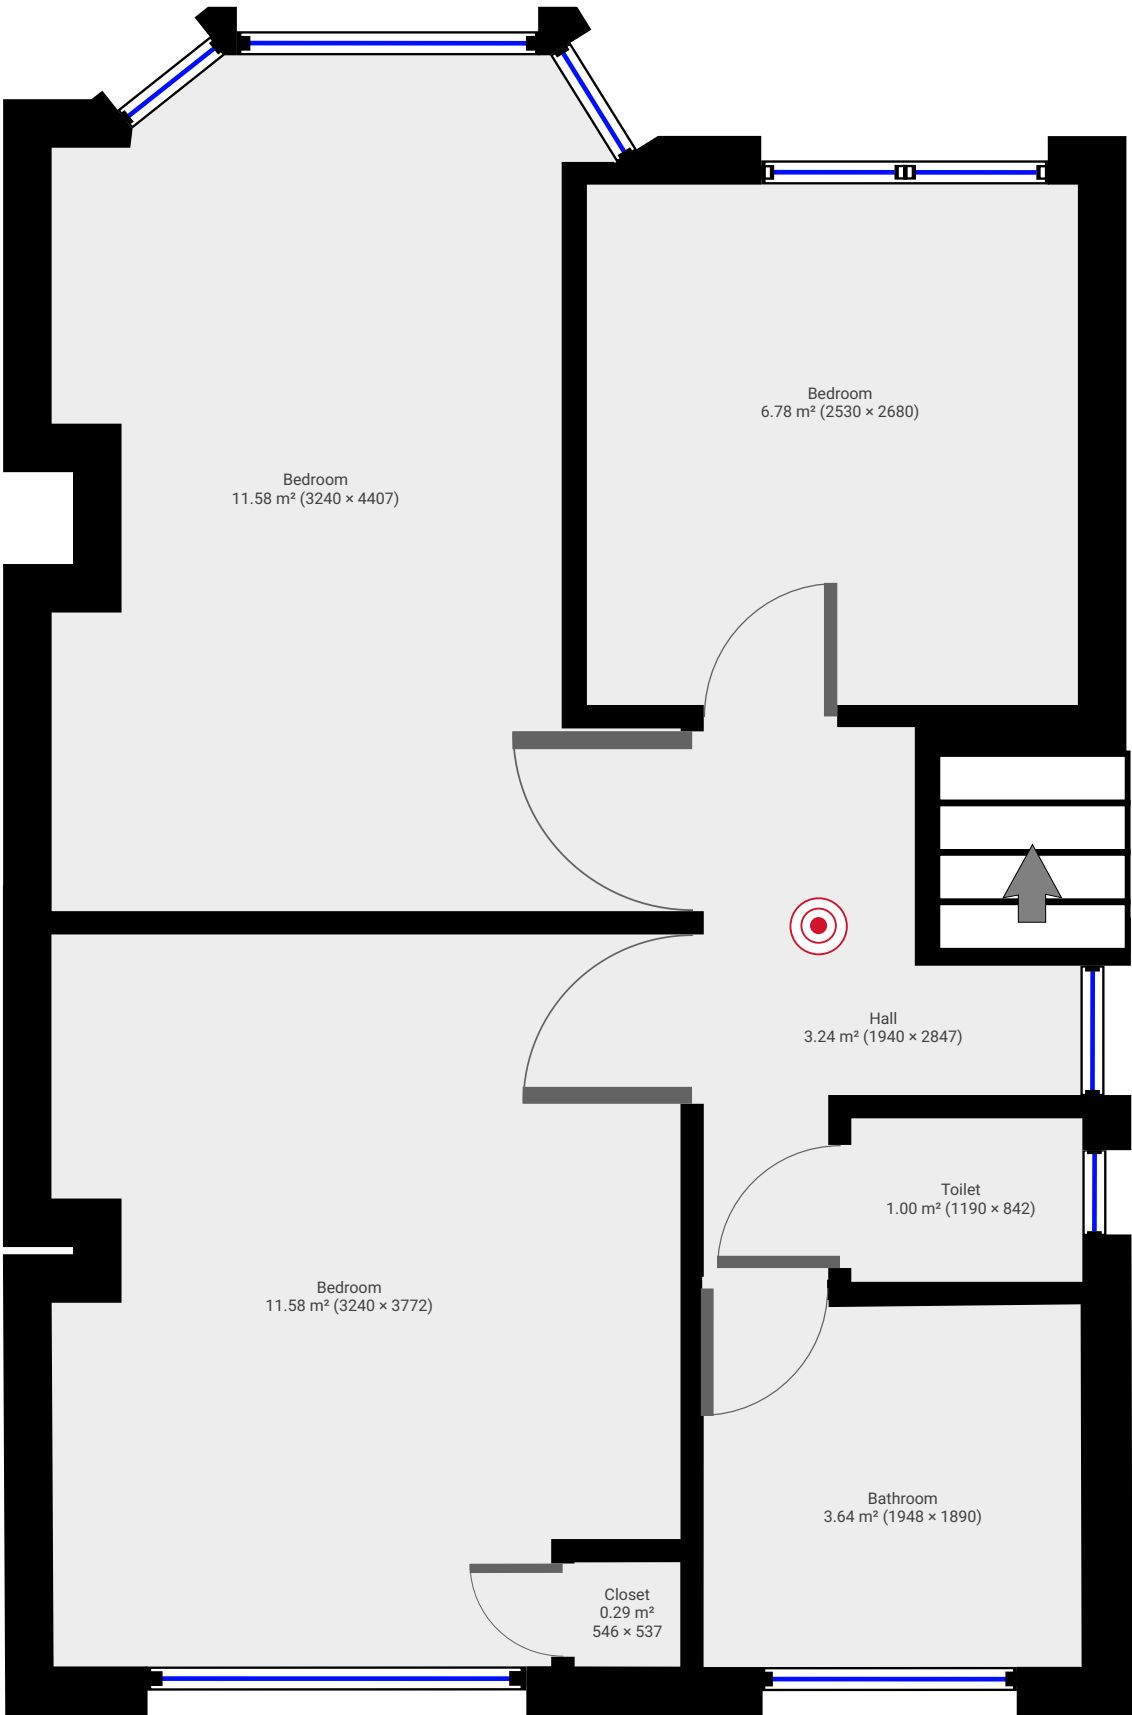 Bedroom
6.78 m² (2530 × 2680)
Bedroom
11.58 m² (3240 × 4407)
Hall
3.24 m² (1940 × 2847)
Toilet
1.00 m² (1190 × 842)
Bedroom
11.58 m² (3240 × 3772)
Bathroom
3.64 m² (1948 × 1890)
Closet
0.29 m²
546 × 537